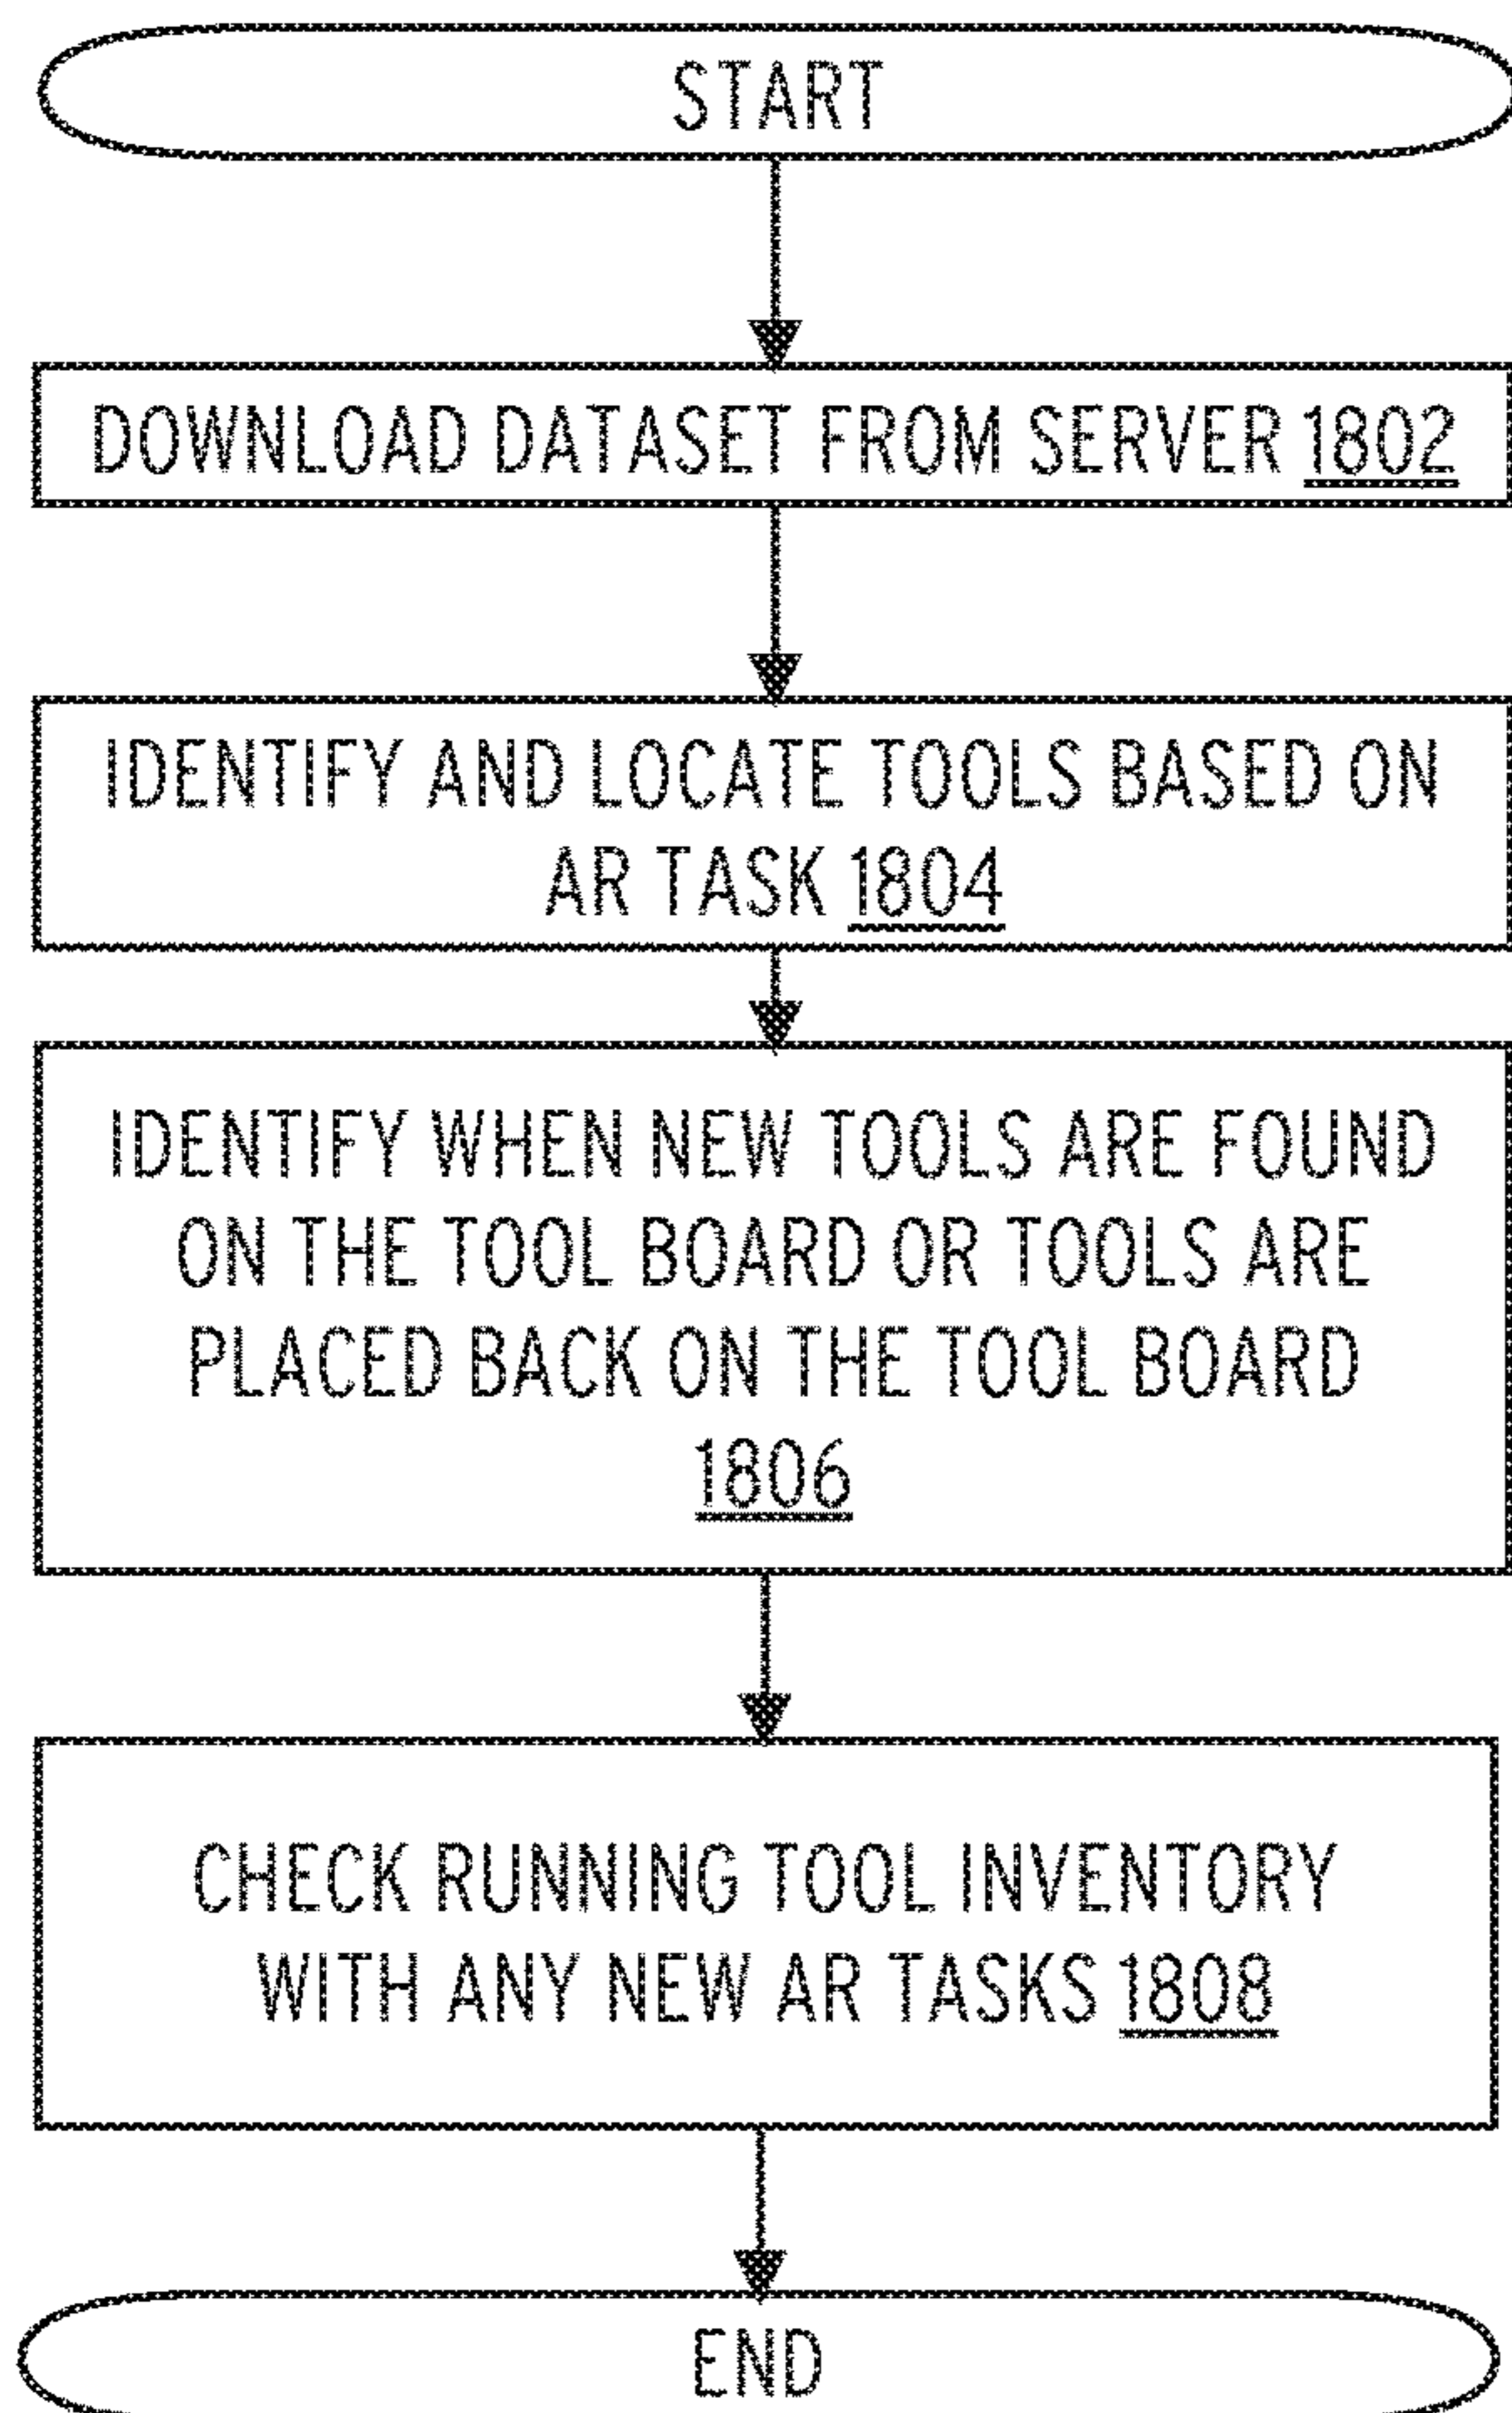 START
DOWNLOAD DATASET FROM SERVER 1802
IDENTIFY AND LOCATE TOOLS BASED ON
AR TASK 1804
IDENTIFY WHEN NEW TOOLS ARE FOUND
ON THE TOOL BOARD OR TOOLS ARE
PLACED BACK ON THE TOOL BOARD
1806
CHECK RUNNING TOOL INVENTORY
WITH ANY NEW AR TASKS 1808
END